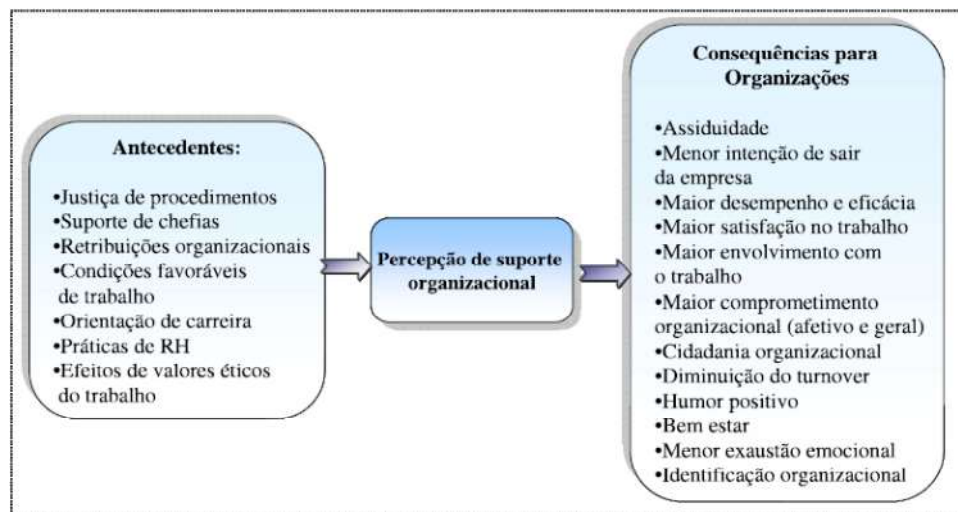 Antecedentes:
•Justiça de procedimentos
•Suporte de chefias
•Retribuições organizacionais
•Condições favoráveis
de trabalho
•Orientação de carreira
•Práticas de RH
•Efeitos de valores éticos
do trabalho
Percepção de suporte
organizacional
Consequências para
Organizações
•Assiduidade
•Menor intenção de sair
da empresa
•Maior desempenho e eficácia
•Maior satisfação no trabalho
•Maior envolvimento com
o trabalho
•Maior comprometimento
organizacional (afetivo e geral)
•Cidadania organizacional
•Diminuição do turnover
•Humor positivo
•Bem estar
•Menor exaustão emocional
•Identificação organizacional